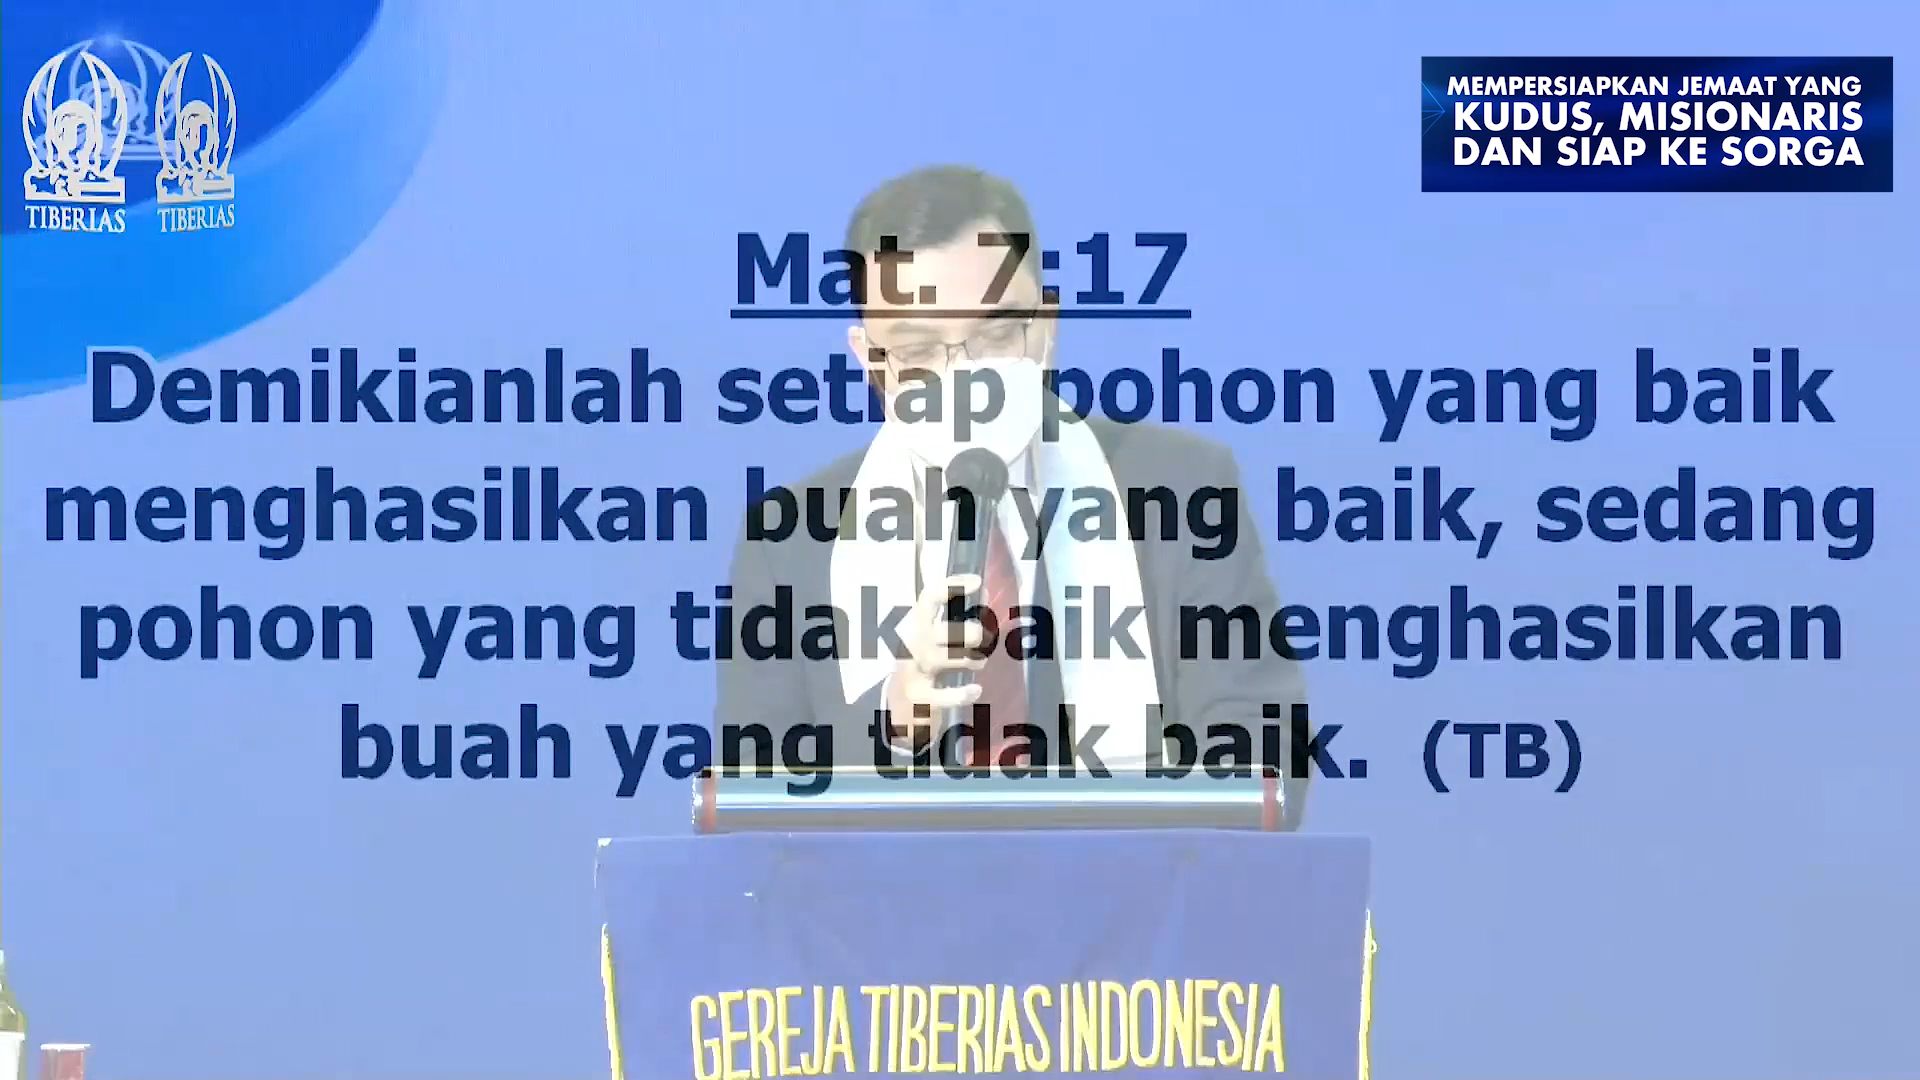 TIBERIAS
TIBERIAS
MEMPERSIAPKAN JEMAAT YANG
KUDUS, MISIONARIS
DAN SIAP KE SORGA
Mat. 7:17
Demikianlah setiap pohon yang baik
menghasilkan buah yang baik, sedang
pohon yang tidak baik menghasilkan
buah yang tidak baik. (TB)
GEREJA TIBERIAS INDONESIA